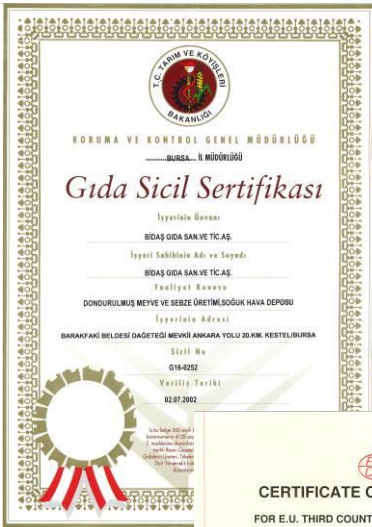 T.C. TARIM VE KÖYİŞLERİ
BAKANLIĞI
KORUMA VE KONTROL GENEL MÜDÜRLÜĞÜ
..........BURSA.... İL MÜDÜRLÜĞÜ
Gıda Sicil Sertifikası
İşyerinin Ünvanı
BİDAŞ GIDA SAN.VE TİC.AŞ.
İşyeri Sahibinin Adı ve Soyadı
BİDAŞ GIDA SAN.VE TİC.AŞ.
Faaliyet Konusu
DONDURULMUŞ MEYVE VE SEBZE ÜRETİMİ,SOĞUK HAVA DEPOSU
İşyerinin Adresi
BARAKFAKİ BELDESİ DAĞETEĞİ MEVKİİ ANKARA YOLU 20.KM. KESTEL/BURSA
Sicil No
G16-0252
Veriliş Tarihi
02.07.2002
CERTIFICATE
FOR E.U. THIRD COUNT